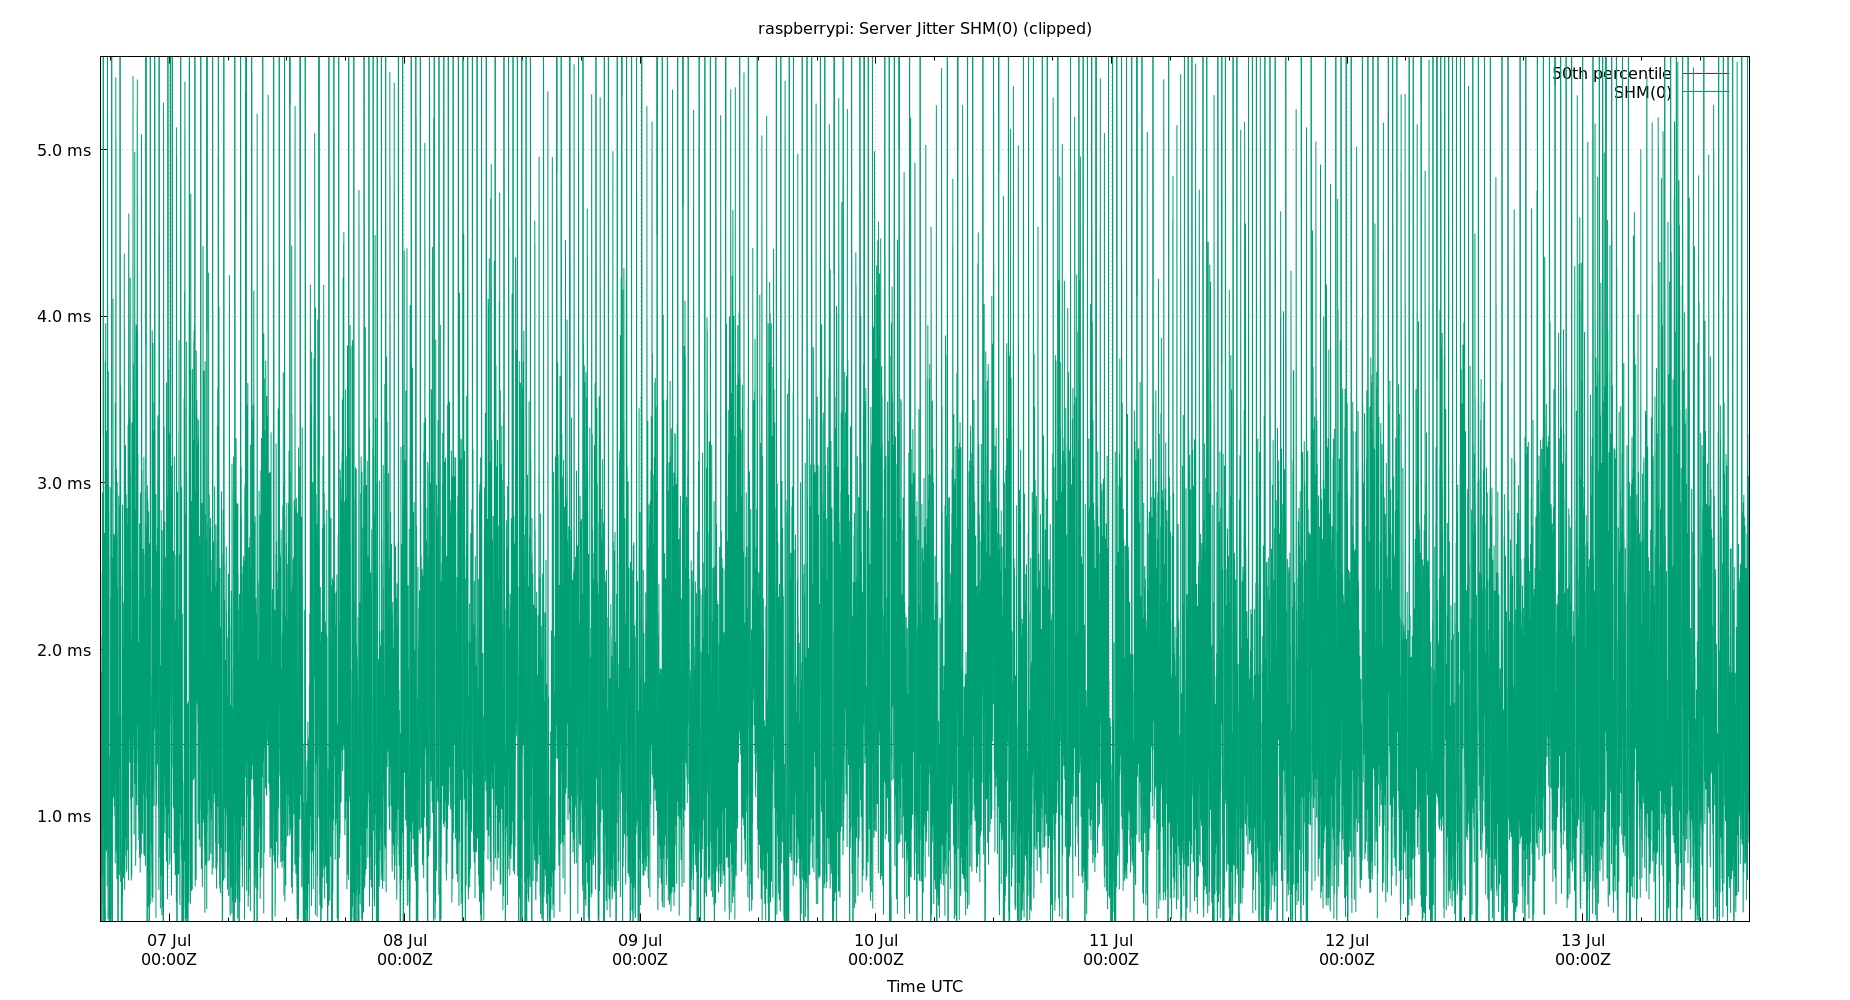 raspberrypi: Server Jitter SHM(0) (clipped)
50th percentile
SHM(0)
5.0 ms
4.0 ms
3.0 ms
2.0 ms
1.0 ms
07 Jul 08 Jul 09 Jul 10 Jul 11 Jul 12 Jul 13 Jul
00:00Z 00:00Z 00:00Z 00:00Z 00:00Z 00:00Z 00:00Z
Time UTC